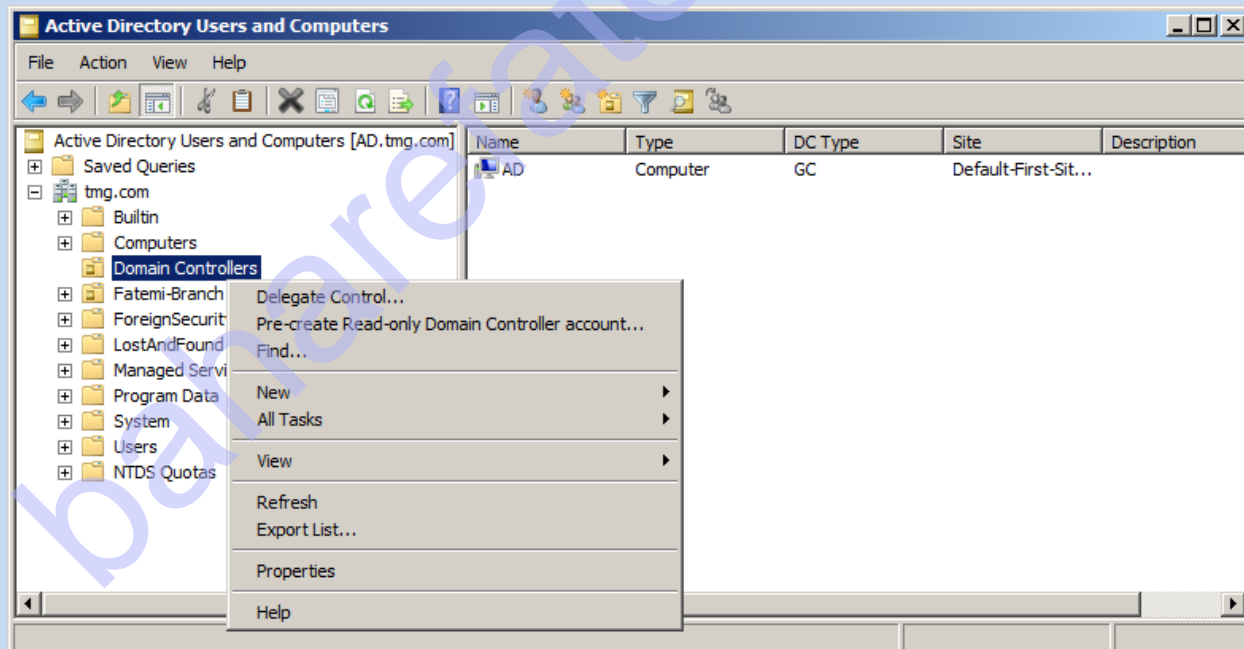 Active Directory Users and Computers
File Action View Help
Active Directory Users and Computers [AD.tmg.com]
Name Type DC Type Site Description
Saved Queries
AD Computer GC Default-First-Sit...
tmg.com
Builtin
Computers
Domain Controllers
Fatemi-Branch
ForeignSecurit
LostAndFound
Managed Servi
Program Data
System
Users
NTDS Quotas
Delegate Control...
Pre-create Read-only Domain Controller account...
Find...
New
All Tasks
View
Refresh
Export List...
Properties
Help